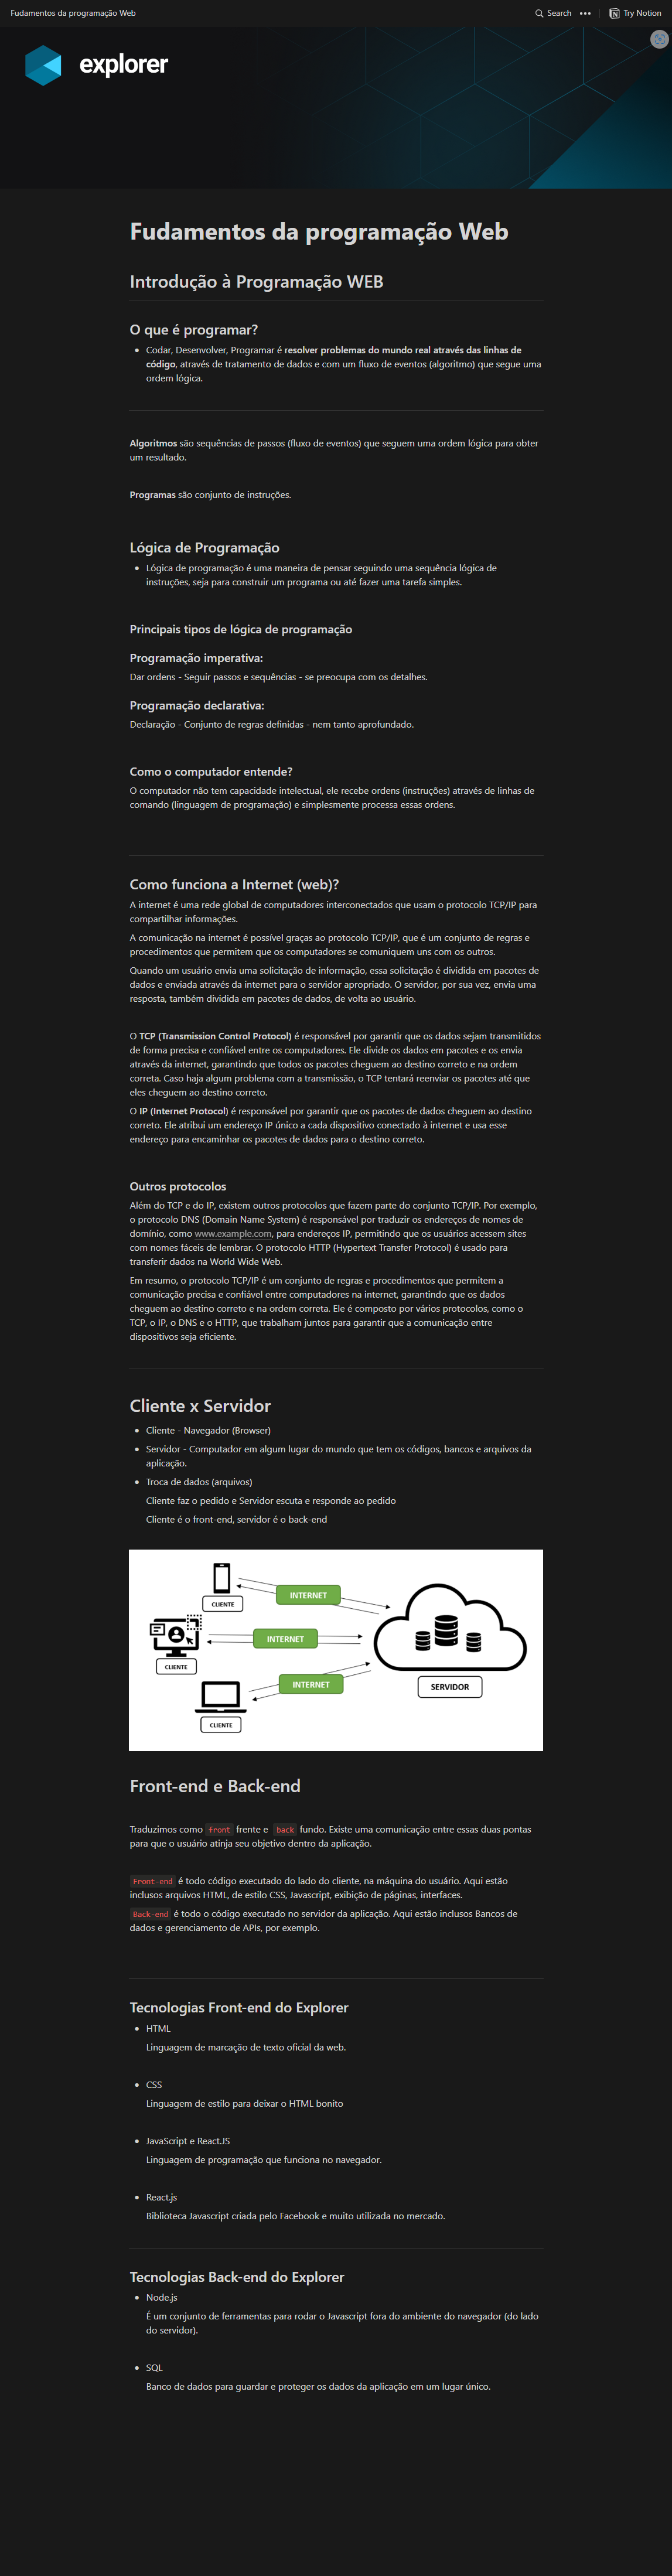 Fudamentos da programação Web
Search
Try Notion
explorer
Fudamentos da programação Web
Introdução à Programação WEB
O que é programar?
Codar, Desenvolver, Programar é resolver problemas do mundo real através das linhas de
código, através de tratamento de dados e com um fluxo de eventos (algoritmo) que segue uma
ordem lógica.
Algoritmos são sequências de passos (fluxo de eventos) que seguem uma ordem lógica para obter
um resultado.
Programas são conjunto de instruções.
Lógica de Programação
Lógica de programação é uma maneira de pensar seguindo uma sequência lógica de
instruções, seja para construir um programa ou até fazer uma tarefa simples.
Principais tipos de lógica de programação
Programação imperativa:
Dar ordens - Seguir passos e sequências - se preocupa com os detalhes.
Programação declarativa:
Declaração - Conjunto de regras definidas - nem tanto aprofundado.
Como o computador entende?
O computador não tem capacidade intelectual, ele recebe ordens (instruções) através de linhas de
comando (linguagem de programação) e simplesmente processa essas ordens.
Como funciona a Internet (web)?
A internet é uma rede global de computadores interconectados que usam o protocolo TCP/IP para
compartilhar informações.
A comunicação na internet é possível graças ao protocolo TCP/IP, que é um conjunto de regras e
procedimentos que permitem que os computadores se comuniquem uns com os outros.
Quando um usuário envia uma solicitação de informação, essa solicitação é dividida em pacotes de
dados e enviada através da internet para o servidor apropriado. O servidor, por sua vez, envia uma
resposta, também dividida em pacotes de dados, de volta ao usuário.
O TCP (Transmission Control Protocol) é responsável por garantir que os dados sejam transmitidos
de forma precisa e confiável entre os computadores. Ele divide os dados em pacotes e os envia
através da internet, garantindo que todos os pacotes cheguem ao destino correto e na ordem
correta. Caso haja algum problema com a transmissão, o TCP tentará reenviar os pacotes até que
eles cheguem ao destino correto.
O IP (Internet Protocol) é responsável por garantir que os pacotes de dados cheguem ao destino
correto. Ele atribui um endereço IP único a cada dispositivo conectado à internet e usa esse
endereço para encaminhar os pacotes de dados para o destino correto.
Outros protocolos
Além do TCP e do IP, existem outros protocolos que fazem parte do conjunto TCP/IP. Por exemplo,
o protocolo DNS (Domain Name System) é responsável por traduzir os endereços de nomes de
domínio, como www.example.com, para endereços IP, permitindo que os usuários acessem sites
com nomes fáceis de lembrar. O protocolo HTTP (Hypertext Transfer Protocol) é usado para
transferir dados na World Wide Web.
Em resumo, o protocolo TCP/IP é um conjunto de regras e procedimentos que permitem a
comunicação precisa e confiável entre computadores na internet, garantindo que os dados
cheguem ao destino correto e na ordem correta. Ele é composto por vários protocolos, como o
TCP, o IP, o DNS e o HTTP, que trabalham juntos para garantir que a comunicação entre
dispositivos seja eficiente.
Cliente x Servidor
Cliente - Navegador (Browser)
Servidor - Computador em algum lugar do mundo que tem os códigos, bancos e arquivos da
aplicação.
Troca de dados (arquivos)
Cliente faz o pedido e Servidor escuta e responde ao pedido
Cliente é o front-end, servidor é o back-end
CLIENTE
INTERNET
CLIENTE
INTERNET
CLIENTE
INTERNET
SERVIDOR
Front-end e Back-end
Traduzimos como front frente e back fundo. Existe uma comunicação entre essas duas pontas
para que o usuário atinja seu objetivo dentro da aplicação.
Front-end é todo código executado do lado do cliente, na máquina do usuário. Aqui estão
inclusos arquivos HTML, de estilo CSS, Javascript, exibição de páginas, interfaces.
Back-end é todo o código executado no servidor da aplicação. Aqui estão inclusos Bancos de
dados e gerenciamento de APIs, por exemplo.
Tecnologias Front-end do Explorer
HTML
Linguagem de marcação de texto oficial da web.
CSS
Linguagem de estilo para deixar o HTML bonito
JavaScript e React.JS
Linguagem de programação que funciona no navegador.
React.js
Biblioteca Javascript criada pelo Facebook e muito utilizada no mercado.
Tecnologias Back-end do Explorer
Node.js
É um conjunto de ferramentas para rodar o Javascript fora do ambiente do navegador (do lado
do servidor).
SQL
Banco de dados para guardar e proteger os dados da aplicação em um lugar único.